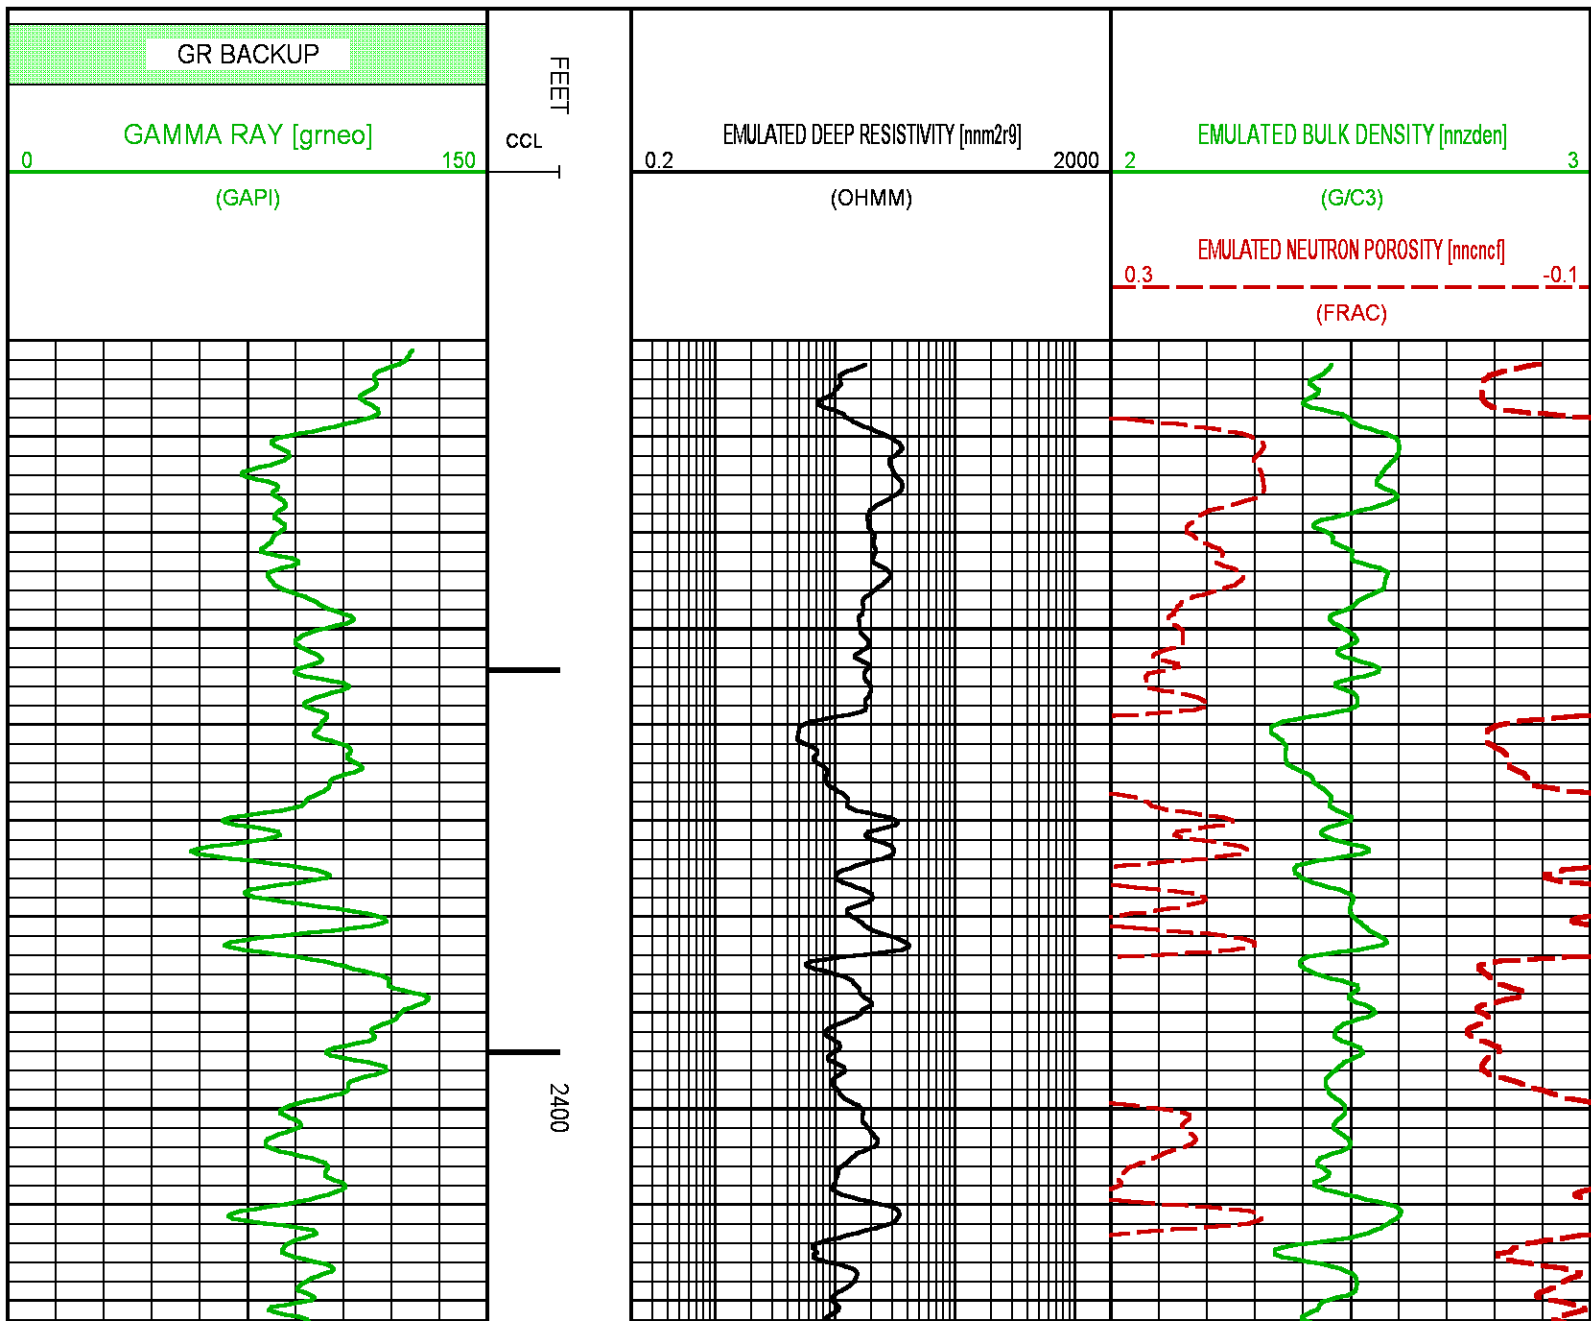 GR BACKUP
GAMMA RAY [grneo]
0 150
(GAPI)
FEET
CCL
EMULATED DEEP RESISTIVITY [nnm2r9]
0.2 2000
(OHMM)
EMULATED BULK DENSITY [nnzden]
2 3
(G/C3)
EMULATED NEUTRON POROSITY [nncncf]
0.3 -0.1
(FRAC)
2400